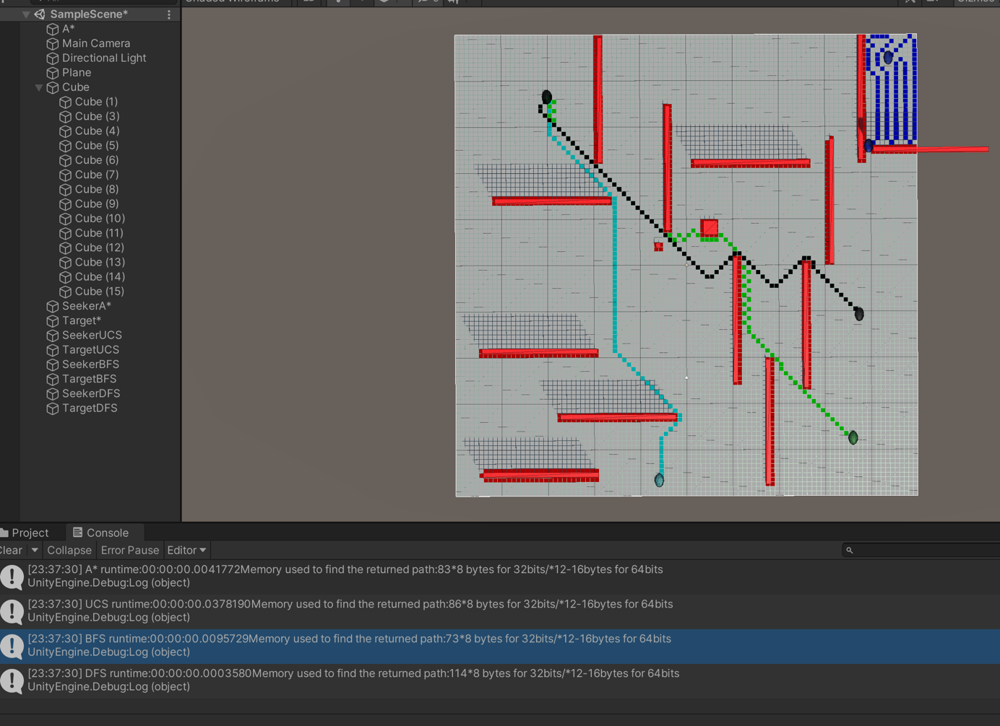 Shaded Wireframe
Gizmos
SampleScene*
A*
Main Camera
Directional Light
Plane
Cube
Cube (1)
Cube (3)
Cube (4)
Cube (5)
Cube (6)
Cube (7)
Cube (8)
Cube (9)
Cube (10)
Cube (11)
Cube (12)
Cube (13)
Cube (14)
Cube (15)
SeekerA*
Target*
SeekerUCS
TargetUCS
SeekerBFS
TargetBFS
SeekerDFS
TargetDFS
Project Console
Clear Collapse Error Pause Editor
[23:37:30] A* runtime:00:00:00.0041772Memory used to find the returned path:83*8 bytes for 32bits/*12-16bytes for 64bits
UnityEngine.Debug:Log (object)
[23:37:30] UCS runtime:00:00:00.0378190Memory used to find the returned path:86*8 bytes for 32bits/*12-16bytes for 64bits
UnityEngine.Debug:Log (object)
[23:37:30] BFS runtime:00:00:00.0095729Memory used to find the returned path:73*8 bytes for 32bits/*12-16bytes for 64bits
UnityEngine.Debug:Log (object)
[23:37:30] DFS runtime:00:00:00.0003580Memory used to find the returned path:114*8 bytes for 32bits/*12-16bytes for 64bits
UnityEngine.Debug:Log (object)